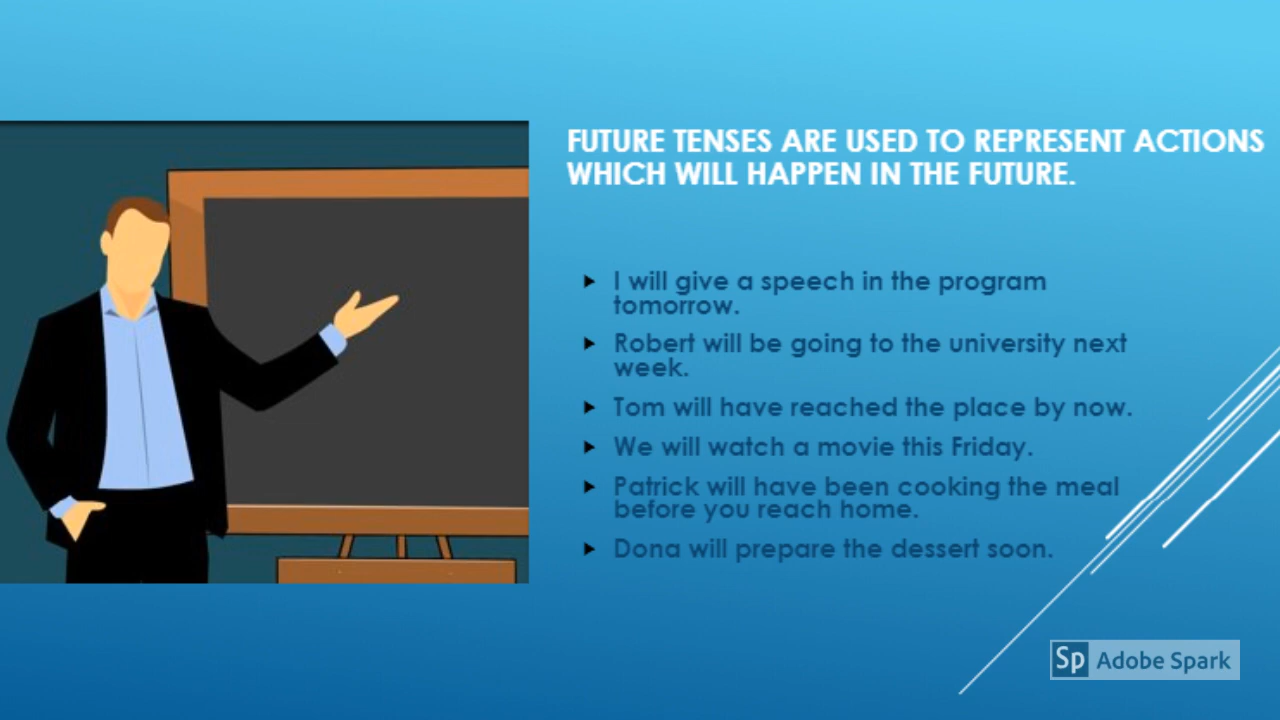 FUTURE TENSES ARE USED TO REPRESENT ACTIONS
WHICH WILL HAPPEN IN THE FUTURE.
I will give a speech in the program
tomorrow.
Robert will be going to the university next
week.
Tom will have reached the place by now.
We will watch a movie this Friday.
Patrick will have been cooking the meal
before you reach home.
Dona will prepare the dessert soon.
Sp Adobe Spark